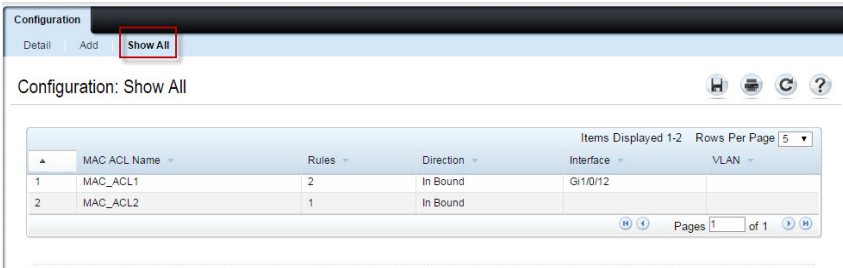 Configuration
Detail Add Show All
Configuration: Show All
?
Items Displayed 1-2 Rows Per Page 5
MAC ACL Name Rules Direction Interface VLAN
1 MAC_ACL1 2 In Bound Gi1/0/12
2 MAC_ACL2 1 In Bound
Pages 1 of 1